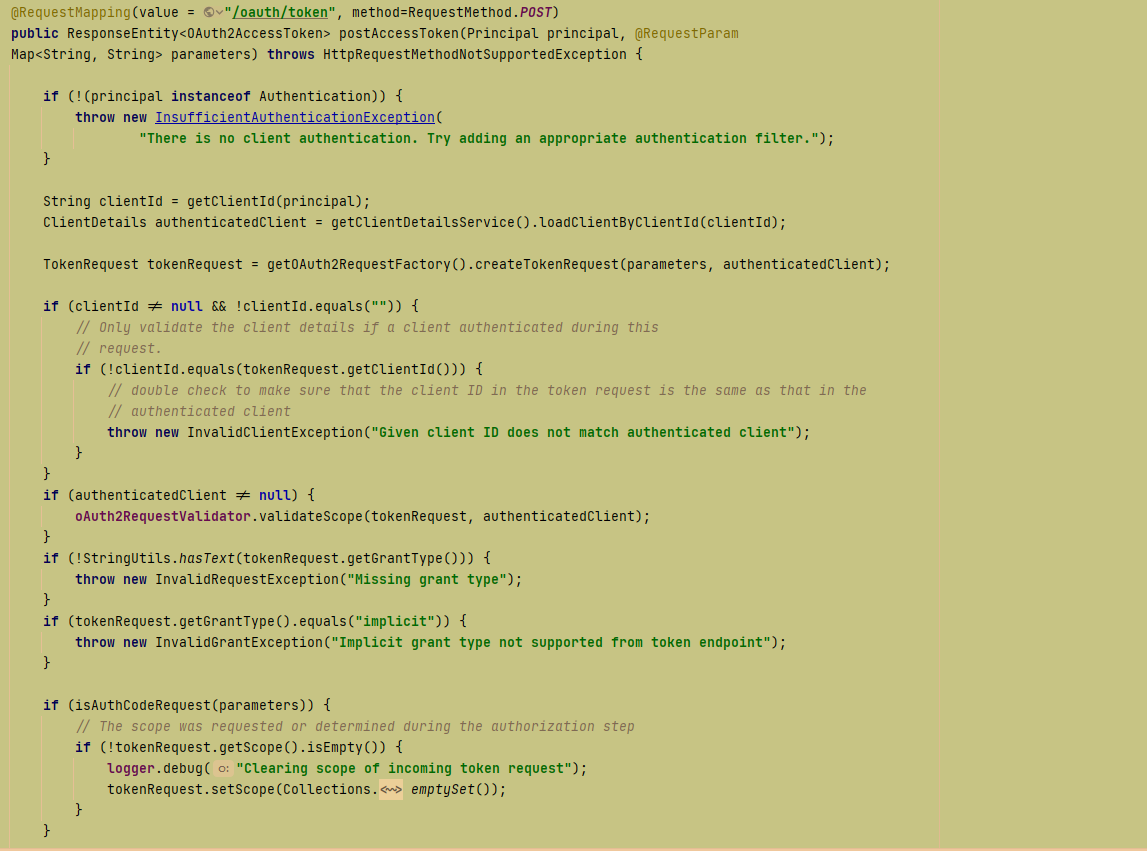 @RequestMapping(value = "/oauth/token", method=RequestMethod.POST)
public ResponseEntity<OAuth2AccessToken> postAccessToken(Principal principal, @RequestParam
Map<String, String> parameters) throws HttpRequestMethodNotSupportedException {
if (!(principal instanceof Authentication)) {
throw new InsufficientAuthenticationException(
"There is no client authentication. Try adding an appropriate authentication filter.");
}
String clientId = getClientId(principal);
ClientDetails authenticatedClient = getClientDetailsService().loadClientByClientId(clientId);
TokenRequest tokenRequest = getOAuth2RequestFactory().createTokenRequest(parameters, authenticatedClient);
if (clientId ≠ null && !clientId.equals("")) {
// Only validate the client details if a client authenticated during this
// request.
if (!clientId.equals(tokenRequest.getClientId())) {
// double check to make sure that the client ID in the token request is the same as that in the
// authenticated client
throw new InvalidClientException("Given client ID does not match authenticated client");
}
}
if (authenticatedClient ≠ null) {
oAuth2RequestValidator.validateScope(tokenRequest, authenticatedClient);
}
if (!StringUtils.hasText(tokenRequest.getGrantType())) {
throw new InvalidRequestException("Missing grant type");
}
if (tokenRequest.getGrantType().equals("implicit")) {
throw new InvalidGrantException("Implicit grant type not supported from token endpoint");
}
if (isAuthCodeRequest(parameters)) {
// The scope was requested or determined during the authorization step
if (!tokenRequest.getScope().isEmpty()) {
logger.debug( o: "Clearing scope of incoming token request");
tokenRequest.setScope(Collections.<~> emptySet());
}
}